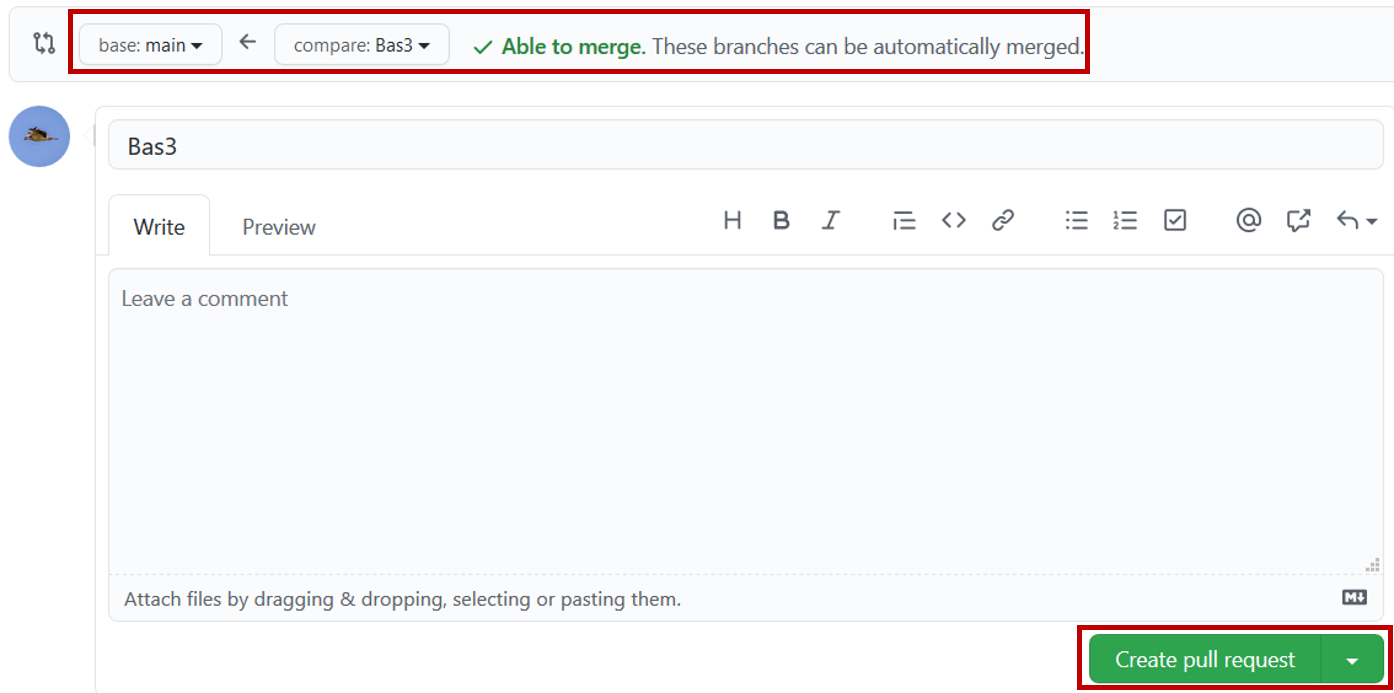 base: main compare: Bas3 Able to merge. These branches can be automatically merged.
Bas3
Write Preview
Leave a comment
Attach files by dragging & dropping, selecting or pasting them.
Create pull request